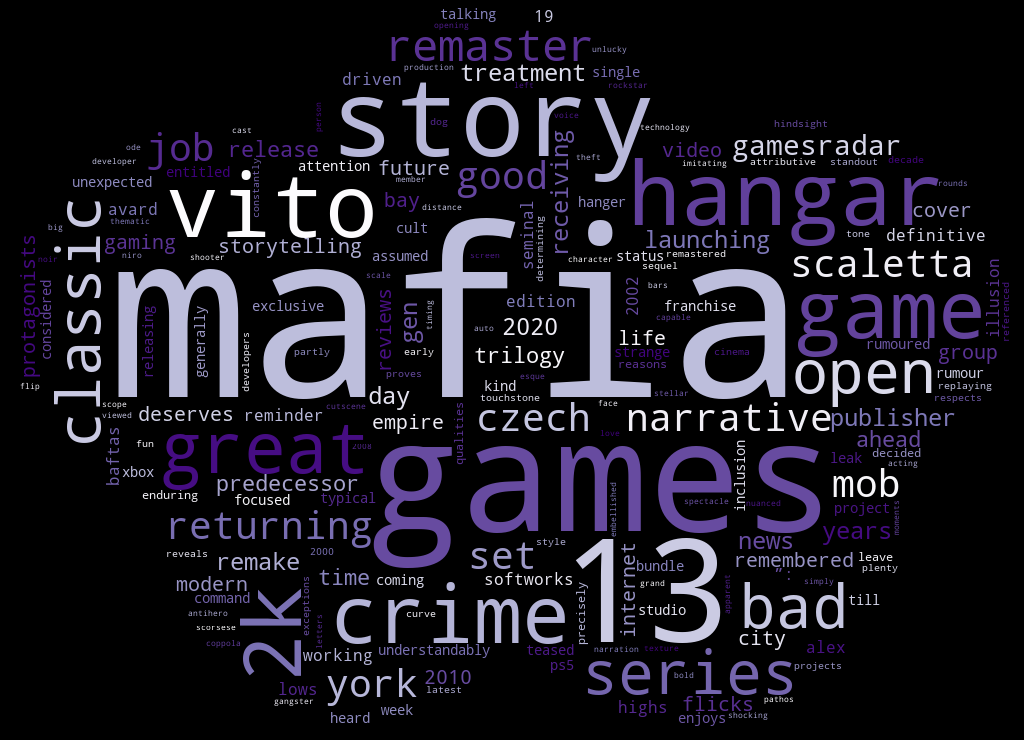 talking 19
opening
remaster unlucky
production
driven treatment single
left rockstar
story
person dog voice technology
hindsight
cast
ode
developer
job release
attention
video gamesradar
imitating attributive standout decade
entitled
unexpected
constantly
vito
future
member
good
receiving
theft
hangar
rounds
bay
distance
cult
hanger
seminal
avard
thematic
big
classic
gaming
niro shooter
storytelling
assumed
determining
character
status
sequel
remastered
launching
tone
definitive
cover
scaletta
noir
protagonists
considered
releasing
generally
mafia
exclusive
scale
screen
bars
edition
2002
franchise
capable
illusion
referenced
game
reviews
gen
timing
auto
2020
life
developers
partly
early
trilogy
strange
reasons
cinema
rumoured
group
flip
proves
esque
kind
touchstone
stellar
open
rumour
replaying
respects
scope
viewed
cutscene
deserves
reminder
day
empire
czech
face
narrative
publisher
baftas
fun
great
2008
qualities
love
ahead
xbox
predecessor
games
inclusion
leak
decided
acting
enduring
focused
typical
spectacle
nuanced
mob
project
moments
returning
embellished
years
reveals
2000
remake
set
style
13
news
remembered
leave
plenty
modern
time
coming
softworks
internet
bundle
":
simply
command
exceptions
2k
crime
curve
precisely
grand
studio
apparent
bad
till
antihero
scorsese
coppola
letters
city
working
understandably
teased
narration
texture
alex
ps5
projects
lows
gangster
york
2010
latest
series
bold
pathos
heard
week
highs
flicks
enjoys
shocking